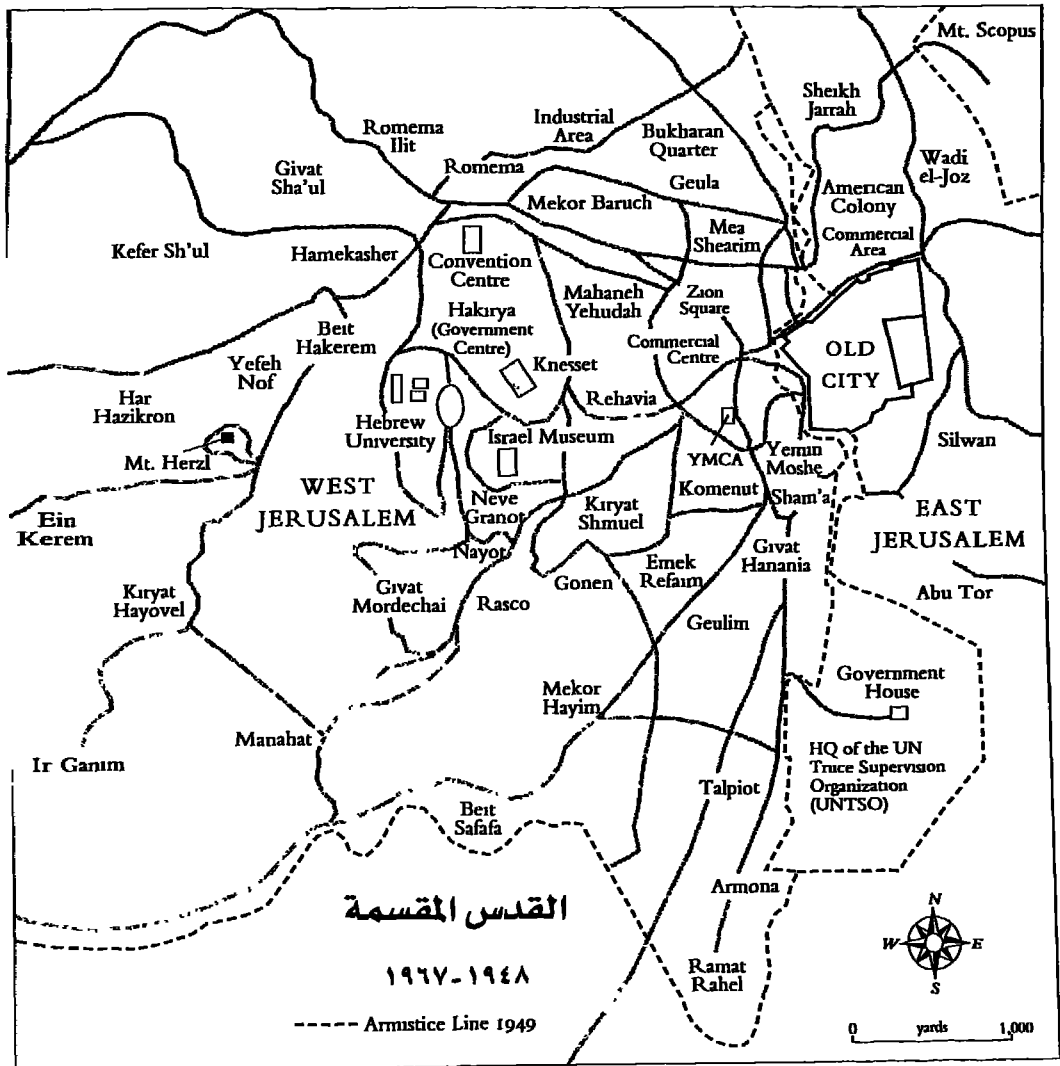 Mt. Scopus
Sheikh
Jarrah
Industrial
Area
Bukharan
Quarter
Romema
Ilit
Romema
Wadi
el-Joz
Givat
Sha'ul
Geula
American
Colony
Mekor Baruch
Mea
Shearim
Commercial
Area
Kefer Sh'ul
Hamekasher
Convention
Centre
Mahaneh
Yehudah
Zion
Square
Hakirya
(Government
Centre)
Beit
Hakerem
Commercial
Centre
OLD
CITY
Yefeh
Nof
Knesset
Rehavia
Har
Hazikron
Hebrew
University
Israel Museum
YMCA
Yemin
Moshe
Silwan
Mt. Herzl
WEST
JERUSALEM
Neve
Granot
Kiryat
Shmuel
Komenut
Sham'a
EAST
JERUSALEM
Ein
Kerem
Nayot
Gonen
Emek
Refaim
Givat
Hanania
Abu Tor
Kiryat
Hayovel
Givat
Mordechai
Rasco
Geulim
Mekor
Hayim
Government
House
Manahat
Ir Ganim
HQ of the UN
Truce Supervision
Organization
(UNTSO)
Talpiot
Beit
Safafa
Armona
Ramat
Rahel
القدس المقسمة
١٩٤٨-١٩٦٧
Armistice Line 1949
N
W E
S
0 yards 1,000